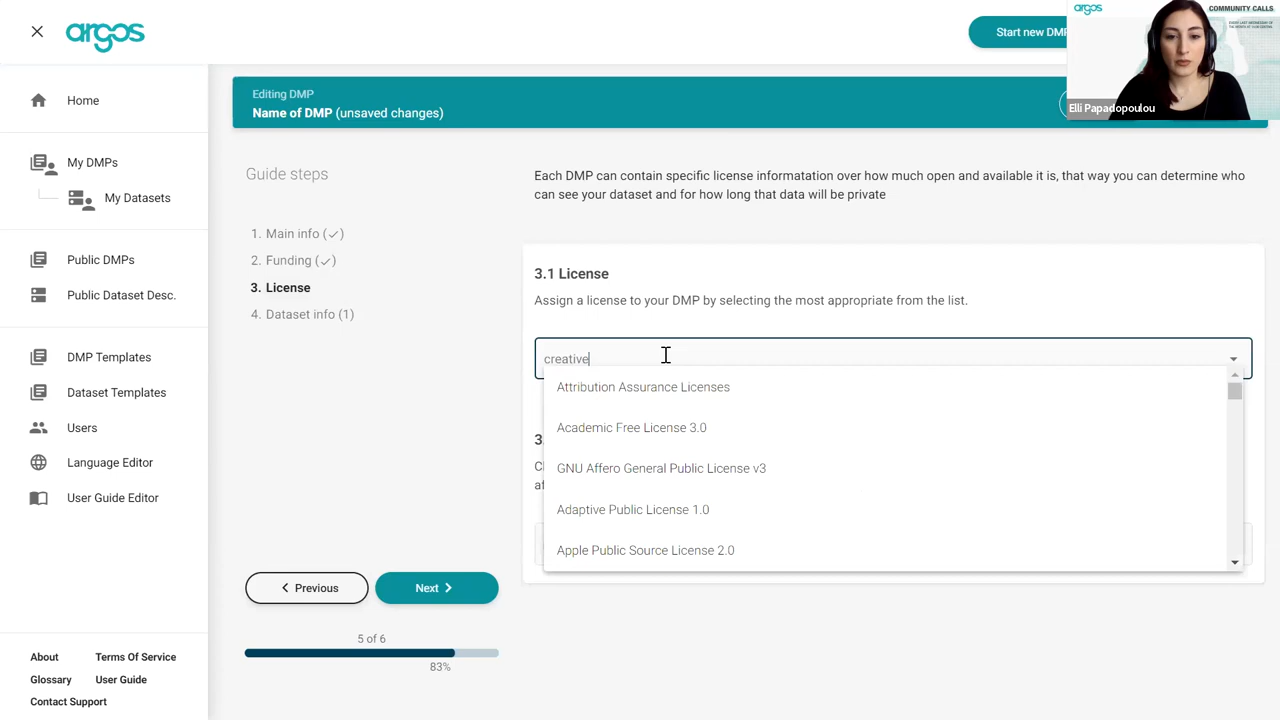 argos
Start new DMP
argos
COMMUNITY CALLS
Elli Papadopoulou
Home
My DMPs
My Datasets
Public DMPs
Public Dataset Desc.
DMP Templates
Dataset Templates
Users
Language Editor
User Guide Editor
About
Terms Of Service
Glossary
User Guide
Contact Support
Editing DMP
Name of DMP (unsaved changes)
Guide steps
1. Main info (✓)
2. Funding (✓)
3. License
4. Dataset info (1)
Previous
Next
5 of 6
83%
Each DMP can contain specific license informatation over how much open and available it is, that way you can determine who
can see your dataset and for how long that data will be private
3.1 License
Assign a license to your DMP by selecting the most appropriate from the list.
creative
Attribution Assurance Licenses
Academic Free License 3.0
GNU Affero General Public License v3
Adaptive Public License 1.0
Apple Public Source License 2.0